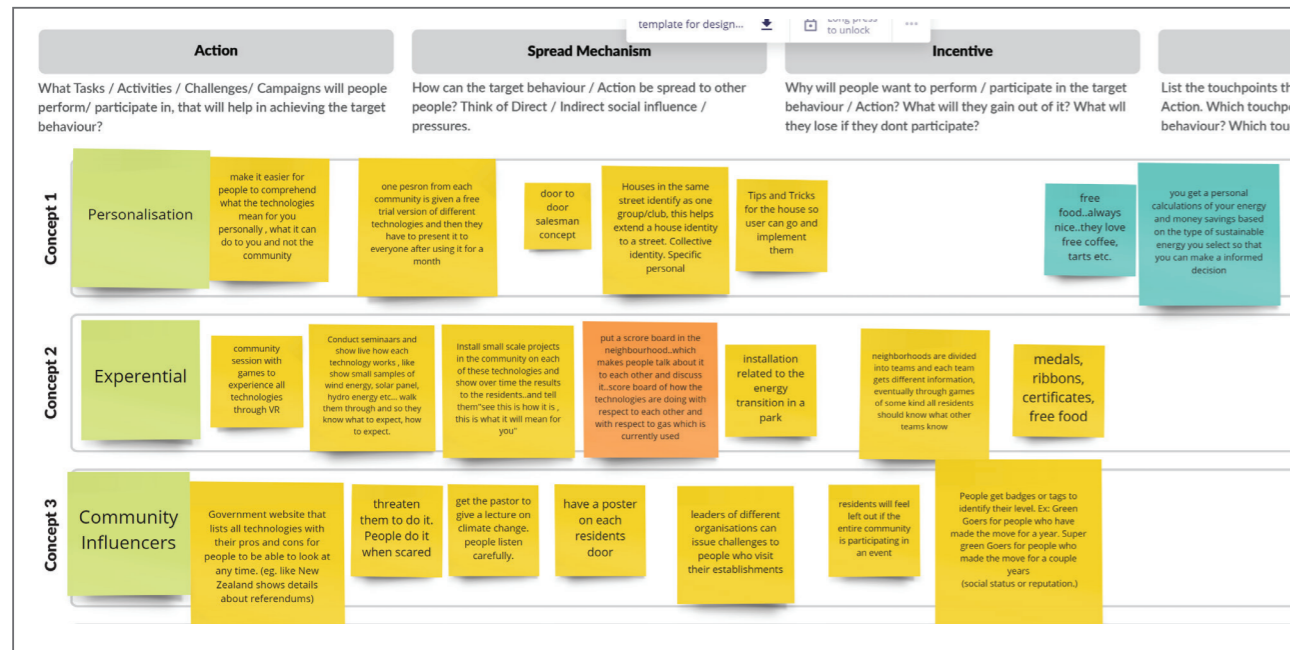 template for design...
Long press
to unlock
Action
Spread Mechanism
Incentive
What Tasks / Activities / Challenges/ Campaigns will people
perform/ participate in, that will help in achieving the target
behaviour?
How can the target behaviour / Action be spread to other
people? Think of Direct / Indirect social influence /
pressures.
Why will people want to perform / participate in the target
behaviour / Action? What will they gain out of it? What wll
they lose if they dont participate?
List the touchpoints th
Action. Which touchpo
behaviour? Which tou
Concept 1
Personalisation
make it easier for
people to comprehend
what the technologies
mean for you
personally , what it can
do to you and not the
community
one pesron from each
community is given a free
trial version of different
technologies and then they
have to present it to
everyone after using it for a
month
door to
door
salesman
concept
Houses in the same
street identify as one
group/club, this helps
extend a house identity
to a street. Collective
identity. Specific
personal
Tips and Tricks
for the house so
user can go and
implement
them
free
food..always
nice..they love
free coffee,
tarts etc.
you get a personal
calculations of your energy
and money savings based
on the type of sustainable
energy you select so that
you can make a informed
decision
Concept 2
Experential
community
session with
games to
experience all
technologies
through VR
Conduct seminaars and
show live how each
technology works , like
show small samples of
wind energy, solar panel,
hydro energy etc... walk
them through and so they
know what to expect, how
to expect.
Install small scale projects
in the community on each
of these technologies and
show over time the results
to the residents..and tell
them"see this is how it is ,
this is what it will mean for
you"
put a scrore board in the
neighbourhood..which
makes people talk about it
to each other and discuss
it..score board of how the
technologies are doing with
respect to each other and
with respect to gas which is
currently used
installation
related to the
energy
transition in a
park
neighborhoods are divided
into teams and each team
gets different information,
eventually through games
of some kind all residents
should know what other
teams know
medals,
ribbons,
certificates,
free food
Concept 3
Community
Influencers
Government website that
lists all technologies with
their pros and cons for
people to be able to look at
any time. (eg. like New
Zealand shows details
about referendums)
threaten
them to do it.
People do it
when scared
get the pastor to
give a lecture on
climate change.
people listen
carefully.
have a poster
on each
residents
door
leaders of different
organisations can
issue challenges to
people who visit
their establishments
residents will feel
left out if the
entire community
is participating in
an event
People get badges or tags to
identify their level. Ex: Green
Goers for people who have
made the move for a year. Super
green Goers for people who
made the move for a couple
years
(social status or reputation.)